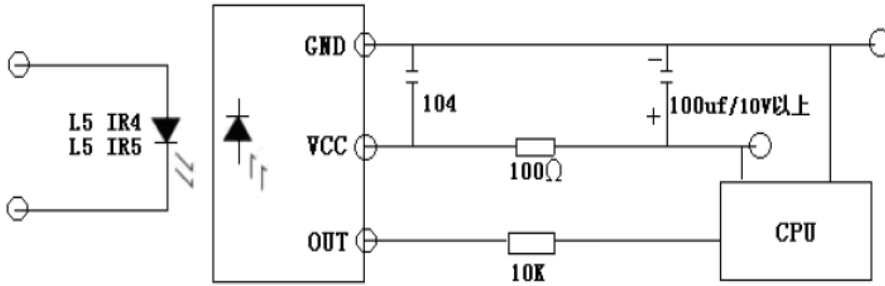 GND
104
100uf/10V以上
L5 IR4
L5 IR5
VCC
100Ω
OUT
10K
CPU